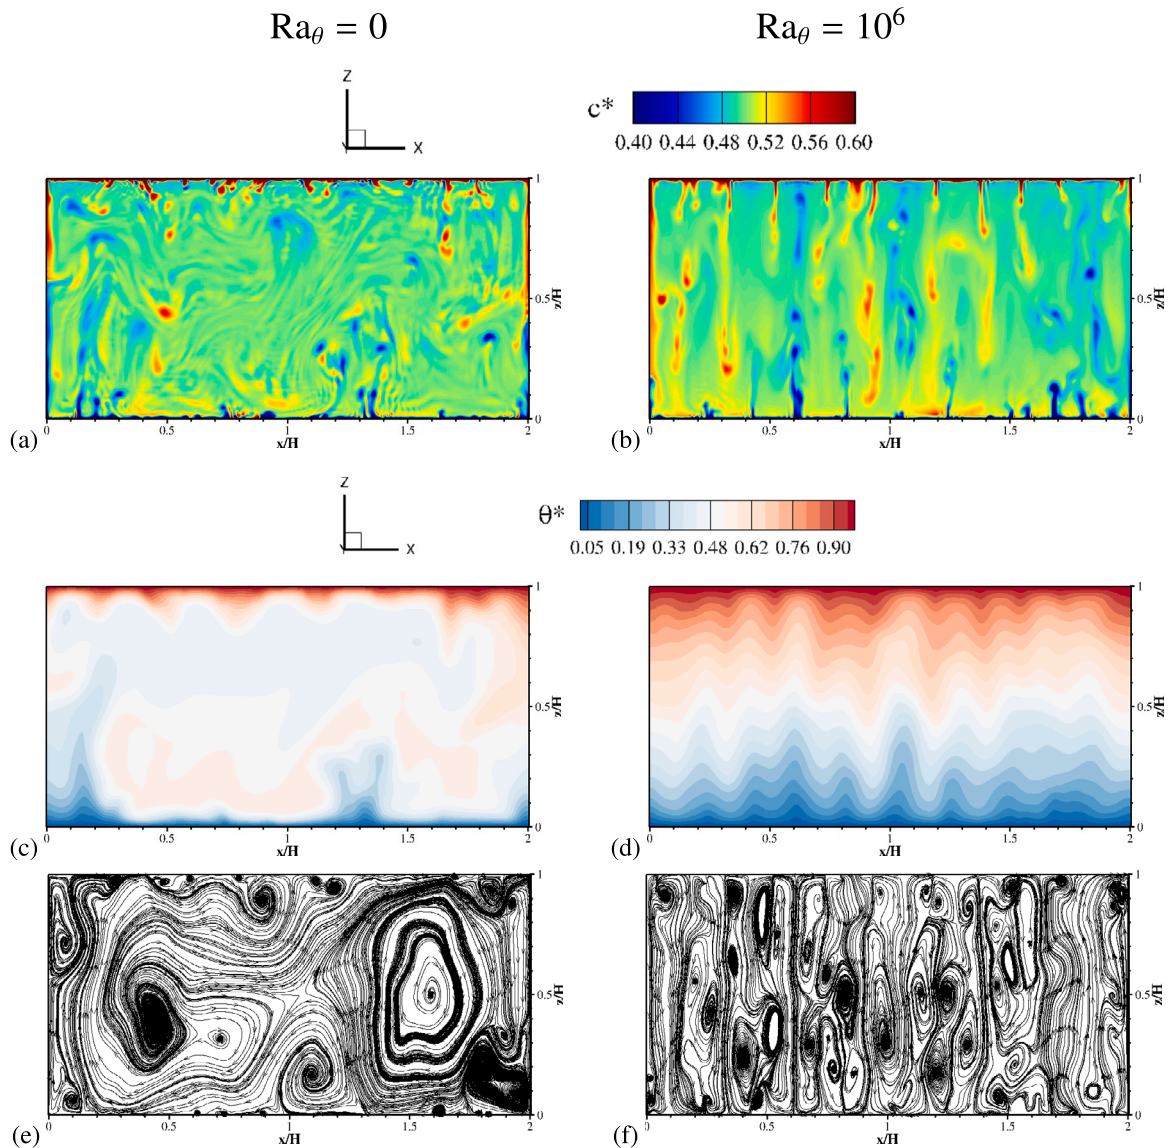 Raθ = 0 Raθ = 10^6
Z
X
Y
c*
0.40 0.44 0.48 0.52 0.56 0.60
1
0.5
0
z/H
0 0.5 1 1.5 2
x/H
(a)
1
0.5
0
z/H
0 0.5 1 1.5 2
x/H
(b)
Z
X
Y
θ*
0.05 0.19 0.33 0.48 0.62 0.76 0.90
1
0.5
0
z/H
0 0.5 1 1.5 2
x/H
(c)
1
0.5
0
z/H
0 0.5 1 1.5 2
x/H
(d)
1
0.5
0
z/H
0 0.5 1 1.5 2
x/H
(e)
1
0.5
0
z/H
0 0.5 1 1.5 2
x/H
(f)